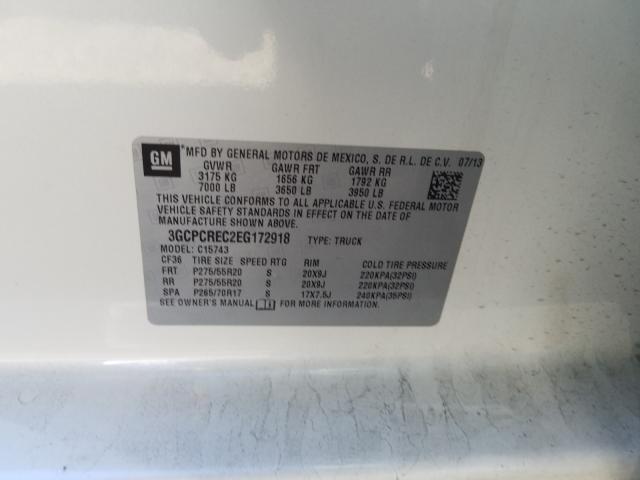 GM *MFD BY GENERAL MOTORS DE MEXICO, S. DE R.L. DE C.V. 07/13
GVWR GAWR FRT GAWR RR
3175 KG 1656 KG 1792 KG
7000 LB 3650 LB 3950 LB
THIS VEHICLE CONFORMS TO ALL APPLICABLE U.S. FEDERAL MOTOR
VEHICLE SAFETY STANDARDS IN EFFECT ON THE DATE OF
MANUFACTURE SHOWN ABOVE.
3GCPCREC2EG172918 TYPE: TRUCK
MODEL: C15743
CF36 TIRE SIZE SPEED RTG RIM COLD TIRE PRESSURE
FRT P275/55R20 S 20X9J 220KPA(32PSI)
RR P275/55R20 S 20X9J 220KPA(32PSI)
SPA P265/70R17 S 17X7.5J 240KPA(35PSI)
SEE OWNER'S MANUAL FOR MORE INFORMATION.